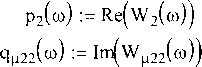 p₂(ω) := Re(W₂(ω))
q_μ22(ω) := Im(W_μ22(ω))